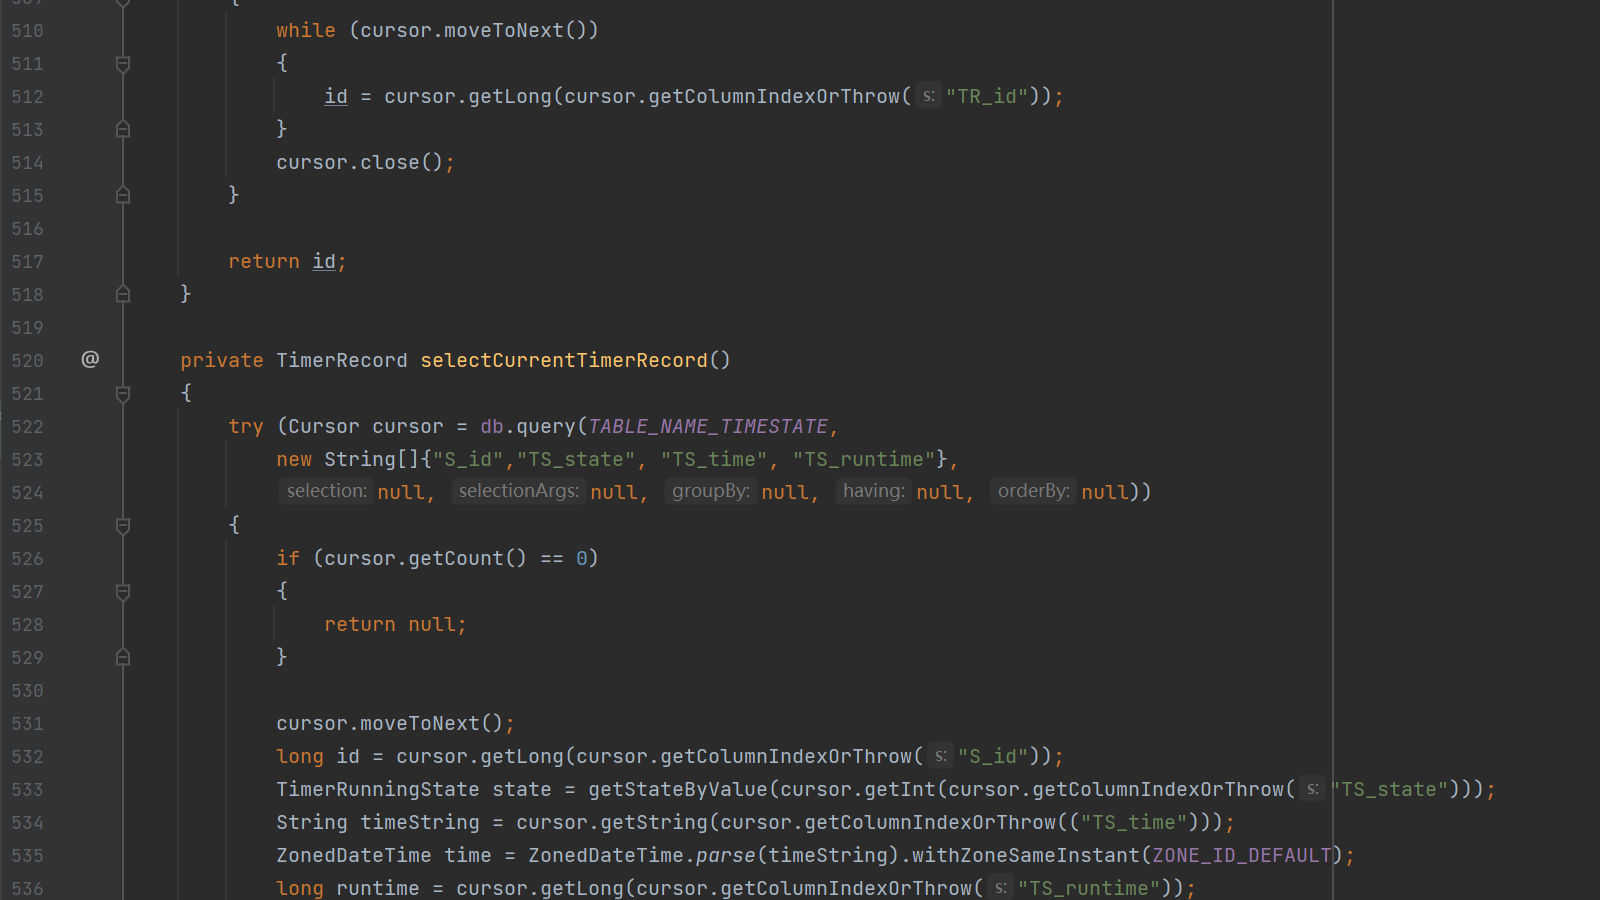 509 {
510 while (cursor.moveToNext())
511 {
512 id = cursor.getLong(cursor.getColumnIndexOrThrow( s: "TR_id"));
513 }
514 cursor.close();
515 }
516
517 return id;
518 }
519
520 @ private TimerRecord selectCurrentTimerRecord()
521 {
522 try (Cursor cursor = db.query(TABLE_NAME_TIMESTATE,
523 new String[]{"S_id","TS_state", "TS_time", "TS_runtime"},
524 selection: null, selectionArgs: null, groupBy: null, having: null, orderBy: null))
525 {
526 if (cursor.getCount() == 0)
527 {
528 return null;
529 }
530
531 cursor.moveToNext();
532 long id = cursor.getLong(cursor.getColumnIndexOrThrow( s: "S_id"));
533 TimerRunningState state = getStateByValue(cursor.getInt(cursor.getColumnIndexOrThrow( s: "TS_state")));
534 String timeString = cursor.getString(cursor.getColumnIndexOrThrow(("TS_time")));
535 ZonedDateTime time = ZonedDateTime.parse(timeString).withZoneSameInstant(ZONE_ID_DEFAULT);
536 long runtime = cursor.getLong(cursor.getColumnIndexOrThrow( s: "TS_runtime"));